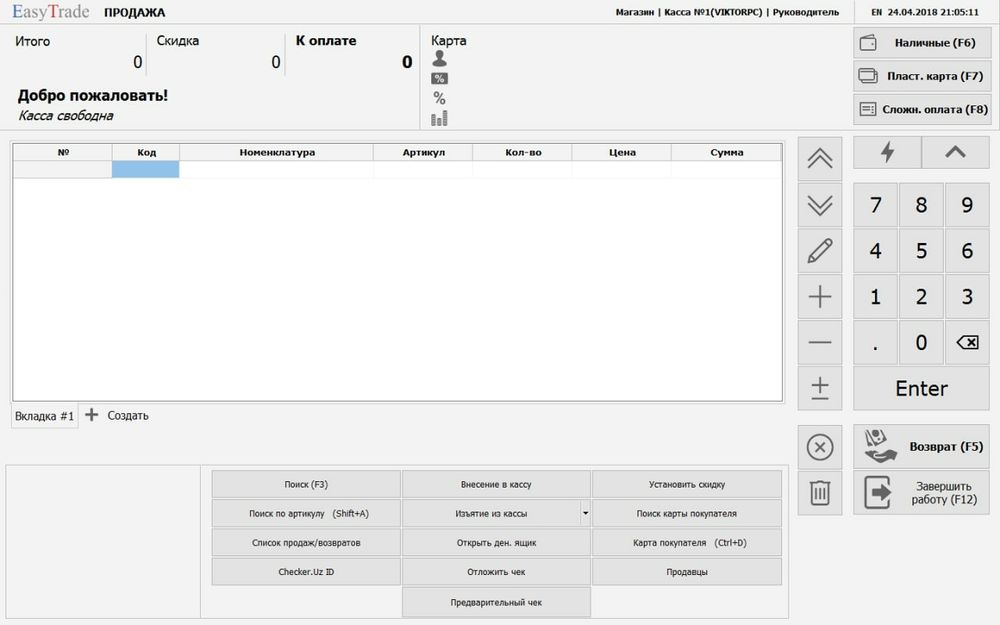 EasyTrade ПРОДАЖА
Магазин | Касса №1(VIKTORPC) | Руководитель
EN 24.04.2018 21:05:11
Итого
0
Скидка
0
К оплате
0
Карта
%
%
Добро пожаловать!
Касса свободна
Наличные (F6)
Пласт. карта (F7)
Сложн. оплата (F8)
№ Код Номенклатура Артикул Кол-во Цена Сумма
7 8 9
4 5 6
1 2 3
. 0
Enter
Вкладка #1 Создать
Возврат (F5)
Завершить
работу (F12)
Поиск (F3) Внесение в кассу Установить скидку
Поиск по артикулу (Shift+A) Изъятие из кассы Поиск карты покупателя
Список продаж/возвратов Открыть ден. ящик Карта покупателя (Ctrl+D)
Checker.Uz ID Отложить чек Продавцы
Предварительный чек